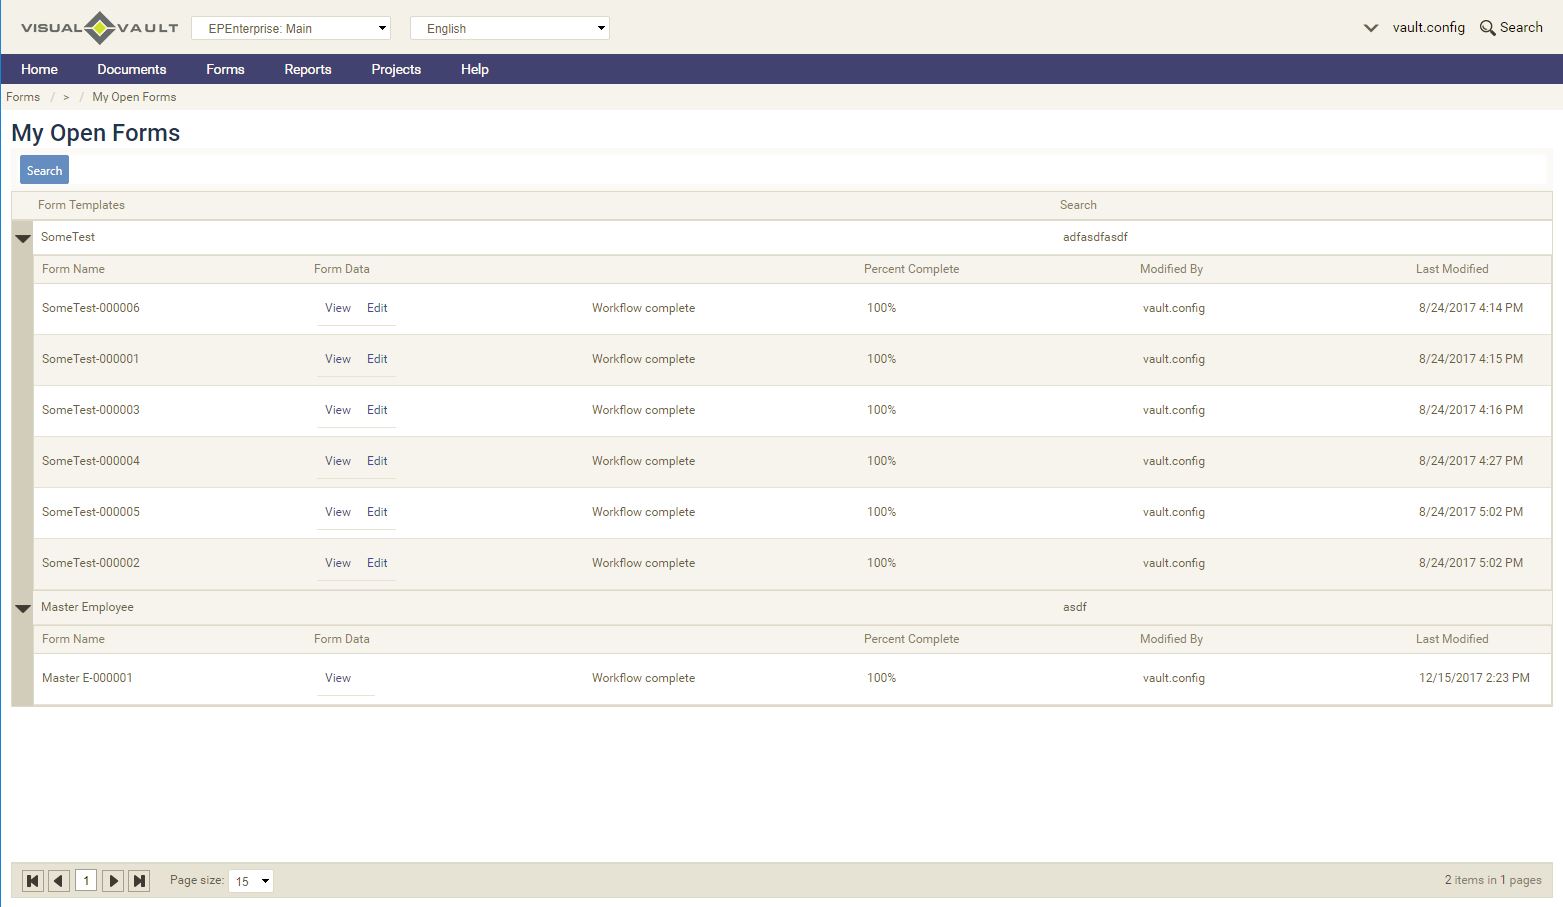 VISUAL VAULT EPEnterprise: Main English vault.config Search
Home Documents Forms Reports Projects Help
Forms / > / My Open Forms
My Open Forms
Search
Form Templates Search
SomeTest adfasdfasdf
Form Name Form Data Percent Complete Modified By Last Modified
SomeTest-000006 View Edit Workflow complete 100% vault.config 8/24/2017 4:14 PM
SomeTest-000001 View Edit Workflow complete 100% vault.config 8/24/2017 4:15 PM
SomeTest-000003 View Edit Workflow complete 100% vault.config 8/24/2017 4:16 PM
SomeTest-000004 View Edit Workflow complete 100% vault.config 8/24/2017 4:27 PM
SomeTest-000005 View Edit Workflow complete 100% vault.config 8/24/2017 5:02 PM
SomeTest-000002 View Edit Workflow complete 100% vault.config 8/24/2017 5:02 PM
Master Employee asdf
Form Name Form Data Percent Complete Modified By Last Modified
Master E-000001 View Workflow complete 100% vault.config 12/15/2017 2:23 PM
1 Page size: 15 2 items in 1 pages